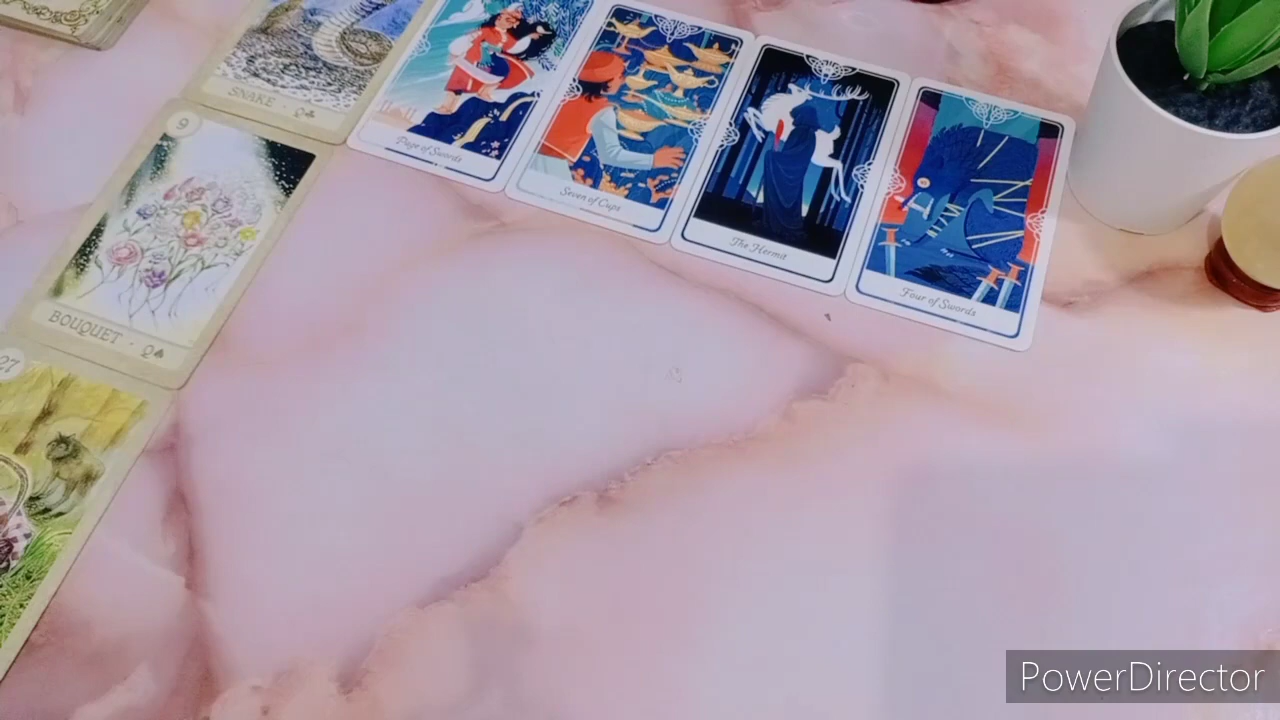 SNAKE · Q♣
Page of Swords
Seven of Cups
The Hermit
Four of Swords
9
BOUQUET · Q♠
27
PowerDirector